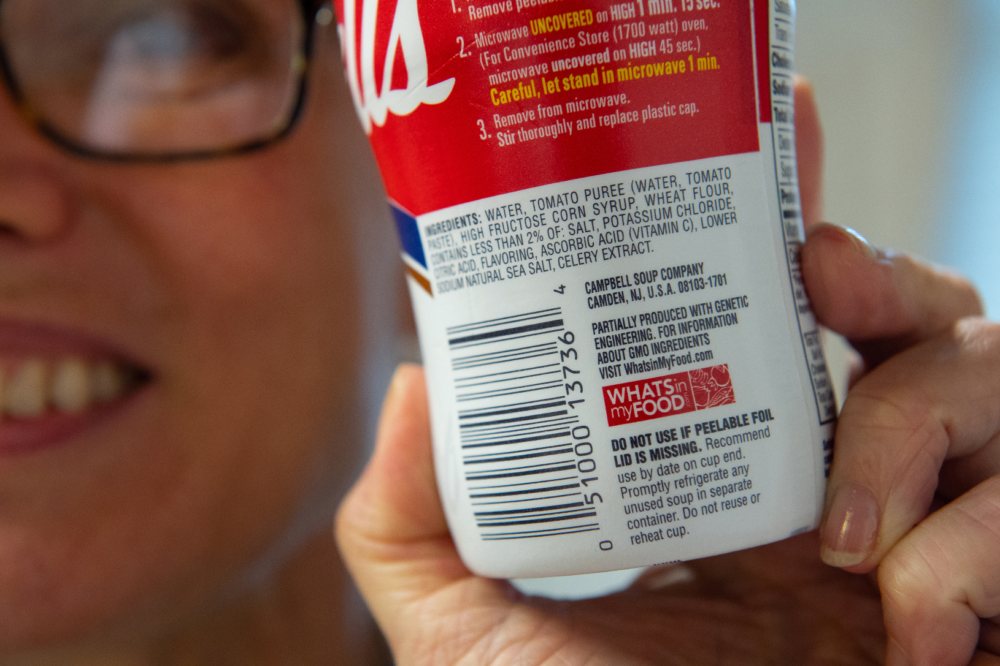 lls
1.
Remove
2. Microwave UNCOVERED on HIGH 1 min. 15 sec.
(For Convenience Store (1700 watt) oven,
microwave uncovered on HIGH 45 sec.)
Careful, let stand in microwave 1 min.
3. Remove from microwave.
Stir thoroughly and replace plastic cap.
INGREDIENTS: WATER, TOMATO PUREE (WATER, TOMATO
PASTE), HIGH FRUCTOSE CORN SYRUP, WHEAT FLOUR,
CONTAINS LESS THAN 2% OF: SALT, POTASSIUM CHLORIDE,
CITRIC ACID, FLAVORING, ASCORBIC ACID (VITAMIN C), LOWER
SODIUM NATURAL SEA SALT, CELERY EXTRACT.
CAMPBELL SOUP COMPANY
CAMDEN, NJ, U.S.A. 08103-1701
PARTIALLY PRODUCED WITH GENETIC
ENGINEERING. FOR INFORMATION
ABOUT GMO INGREDIENTS
VISIT WhatsinMyFood.com
WHATSin
myFOOD.com
DO NOT USE IF PEELABLE FOIL
LID IS MISSING. Recommend
use by date on cup end.
Promptly refrigerate any
unused soup in separate
container. Do not reuse or
reheat cup.
0 51000 13736 4